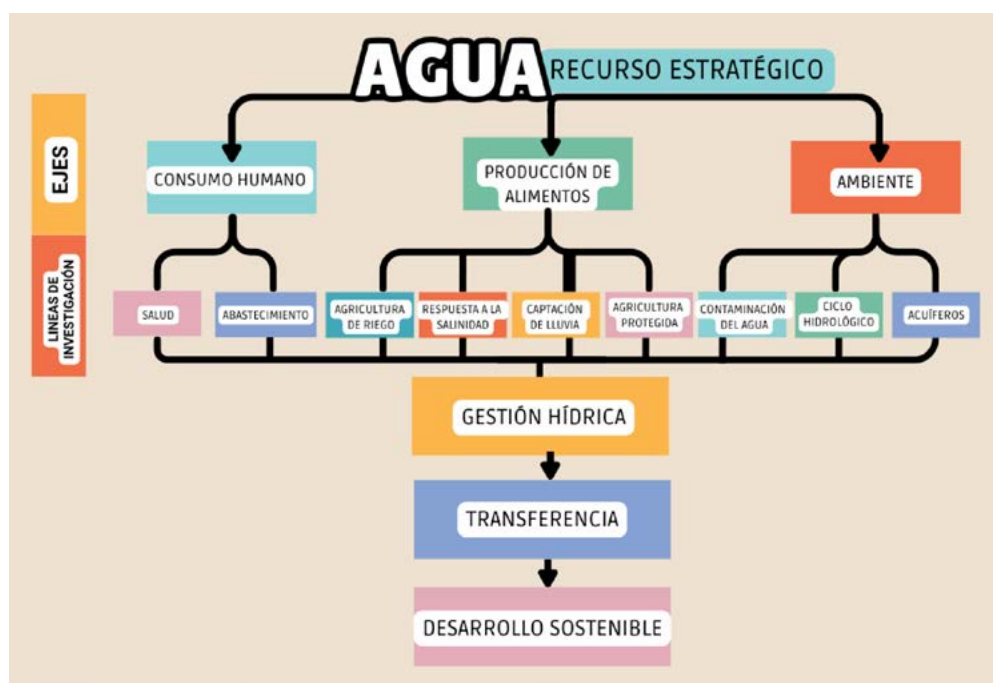 AGUA RECURSO ESTRATÉGICO
EJES
CONSUMO HUMANO
PRODUCCIÓN DE
ALIMENTOS
AMBIENTE
LINEAS DE
INVESTIGACIÓN
SALUD
ABASTECIMIENTO
AGRICULTURA
DE RIEGO
RESPUESTA A LA
SALINIDAD
CAPTACIÓN
DE LLUVIA
AGRICULTURA
PROTEGIDA
CONTAMINACIÓN
DEL AGUA
CICLO
HIDROLÓGICO
ACUÍFEROS
GESTIÓN HÍDRICA
TRANSFERENCIA
DESARROLLO SOSTENIBLE